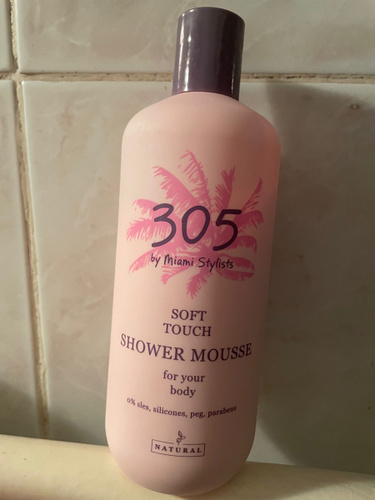 305
by Miami Stylists
SOFT
TOUCH
SHOWER MOUSSE
for your
body
0% sles, silicones, peg, parabens
NATURAL